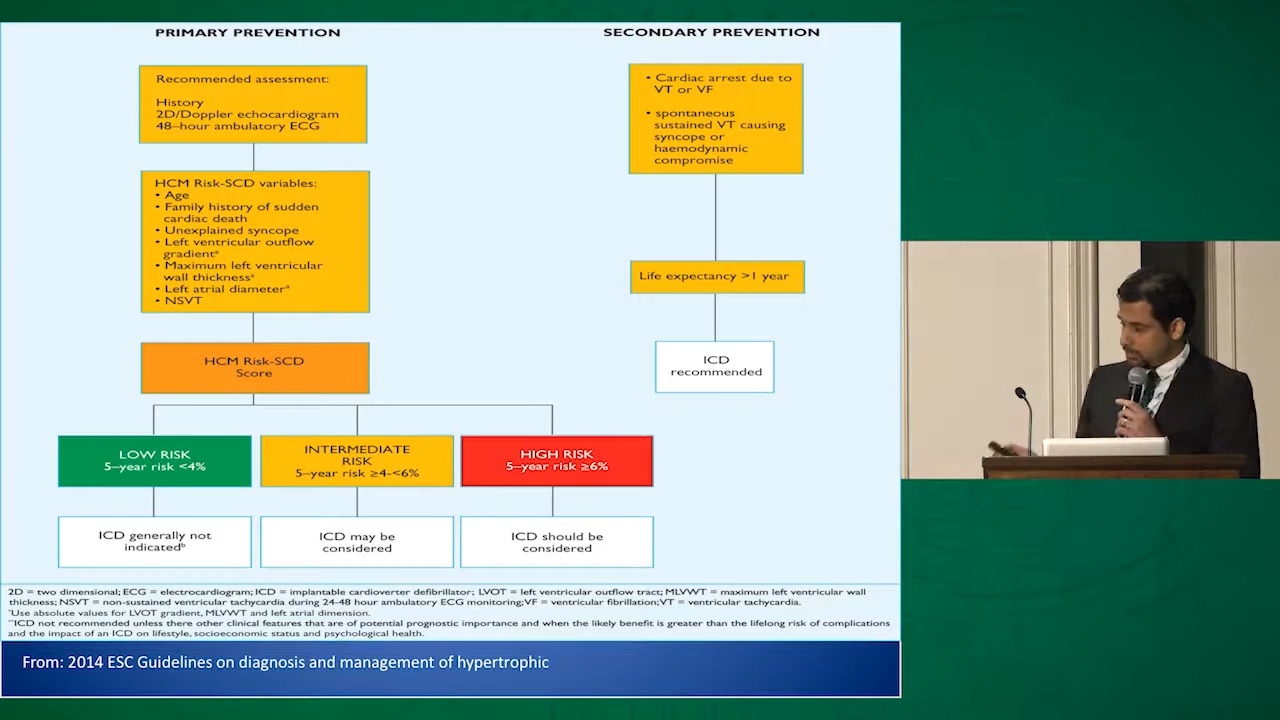 PRIMARY PREVENTION
Recommended assessment:
History
2D/Doppler echocardiogram
48–hour ambulatory ECG
HCM Risk-SCD variables:
• Age
• Family history of sudden
cardiac death
• Unexplained syncope
• Left ventricular outflow
gradientᵃ
• Maximum left ventricular
wall thicknessᵃ
• Left atrial diameterᵃ
• NSVT
HCM Risk-SCD
Score
LOW RISK
5–year risk <4%
INTERMEDIATE
RISK
5–year risk ≥4-<6%
HIGH RISK
5–year risk ≥6%
ICD generally not
indicatedᵇ
ICD may be
considered
ICD should be
considered
SECONDARY PREVENTION
• Cardiac arrest due to
VT or VF
• spontaneous
sustained VT causing
syncope or
haemodynamic
compromise
Life expectancy >1 year
ICD
recommended
2D = two dimensional; ECG = electrocardiogram; ICD = implantable cardioverter defibrillator; LVOT = left ventricular outflow tract; MLVWT = maximum left ventricular wall
thickness; NSVT = non-sustained ventricular tachycardia during 24-48 hour ambulatory ECG monitoring; VF = ventricular fibrillation; VT = ventricular tachycardia.
Use absolute values for LVOT gradient, MLVWT and left atrial dimension.
ICD not recommended unless there other clinical features that are of potential prognostic importance and when the likely benefit is greater than the lifelong risk of complications
and the impact of an ICD on lifestyle, socioeconomic status and psychological health.
From: 2014 ESC Guidelines on diagnosis and management of hypertrophic